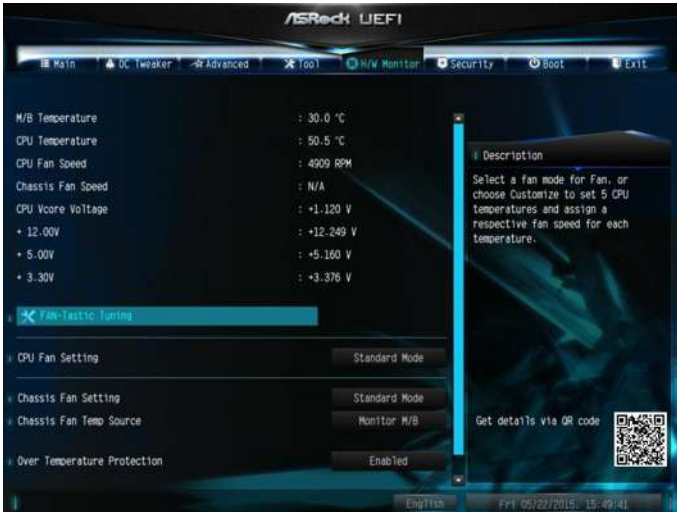 ASRock UEFI
Main OC Tweaker Advanced Tool H/W Monitor Security Boot Exit
M/B Temperature : 30.0 °C
CPU Temperature : 50.5 °C
CPU Fan Speed : 4909 RPM
Chassis Fan Speed : N/A
CPU Vcore Voltage : +1.120 V
+ 12.00V : +12.249 V
+ 5.00V : +5.160 V
+ 3.30V : +3.376 V
FAN-Tastic Tuning
CPU Fan Setting Standard Mode
Chassis Fan Setting Standard Mode
Chassis Fan Temp Source Monitor M/B
Over Temperature Protection Enabled
Description
Select a fan mode for Fan, or
choose Customize to set 5 CPU
temperatures and assign a
respective fan speed for each
temperature.
Get details via QR code
English Fri 05/22/2015, 15:49:41